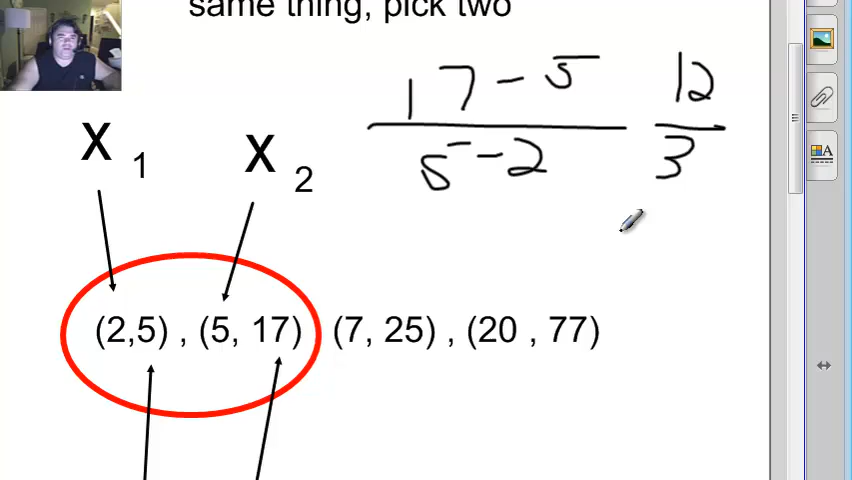 same thing, pick two
17 - 5 12
5 - 2 3
X 1 X 2
(2,5) , (5, 17) (7, 25) , (20 , 77)
A